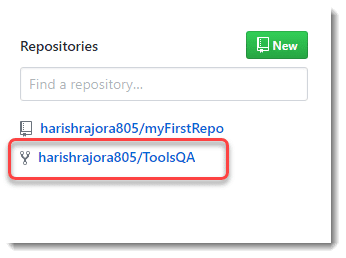 Repositories
New
Find a repository...
harishrajora805/myFirstRepo
harishrajora805/ToolsQA